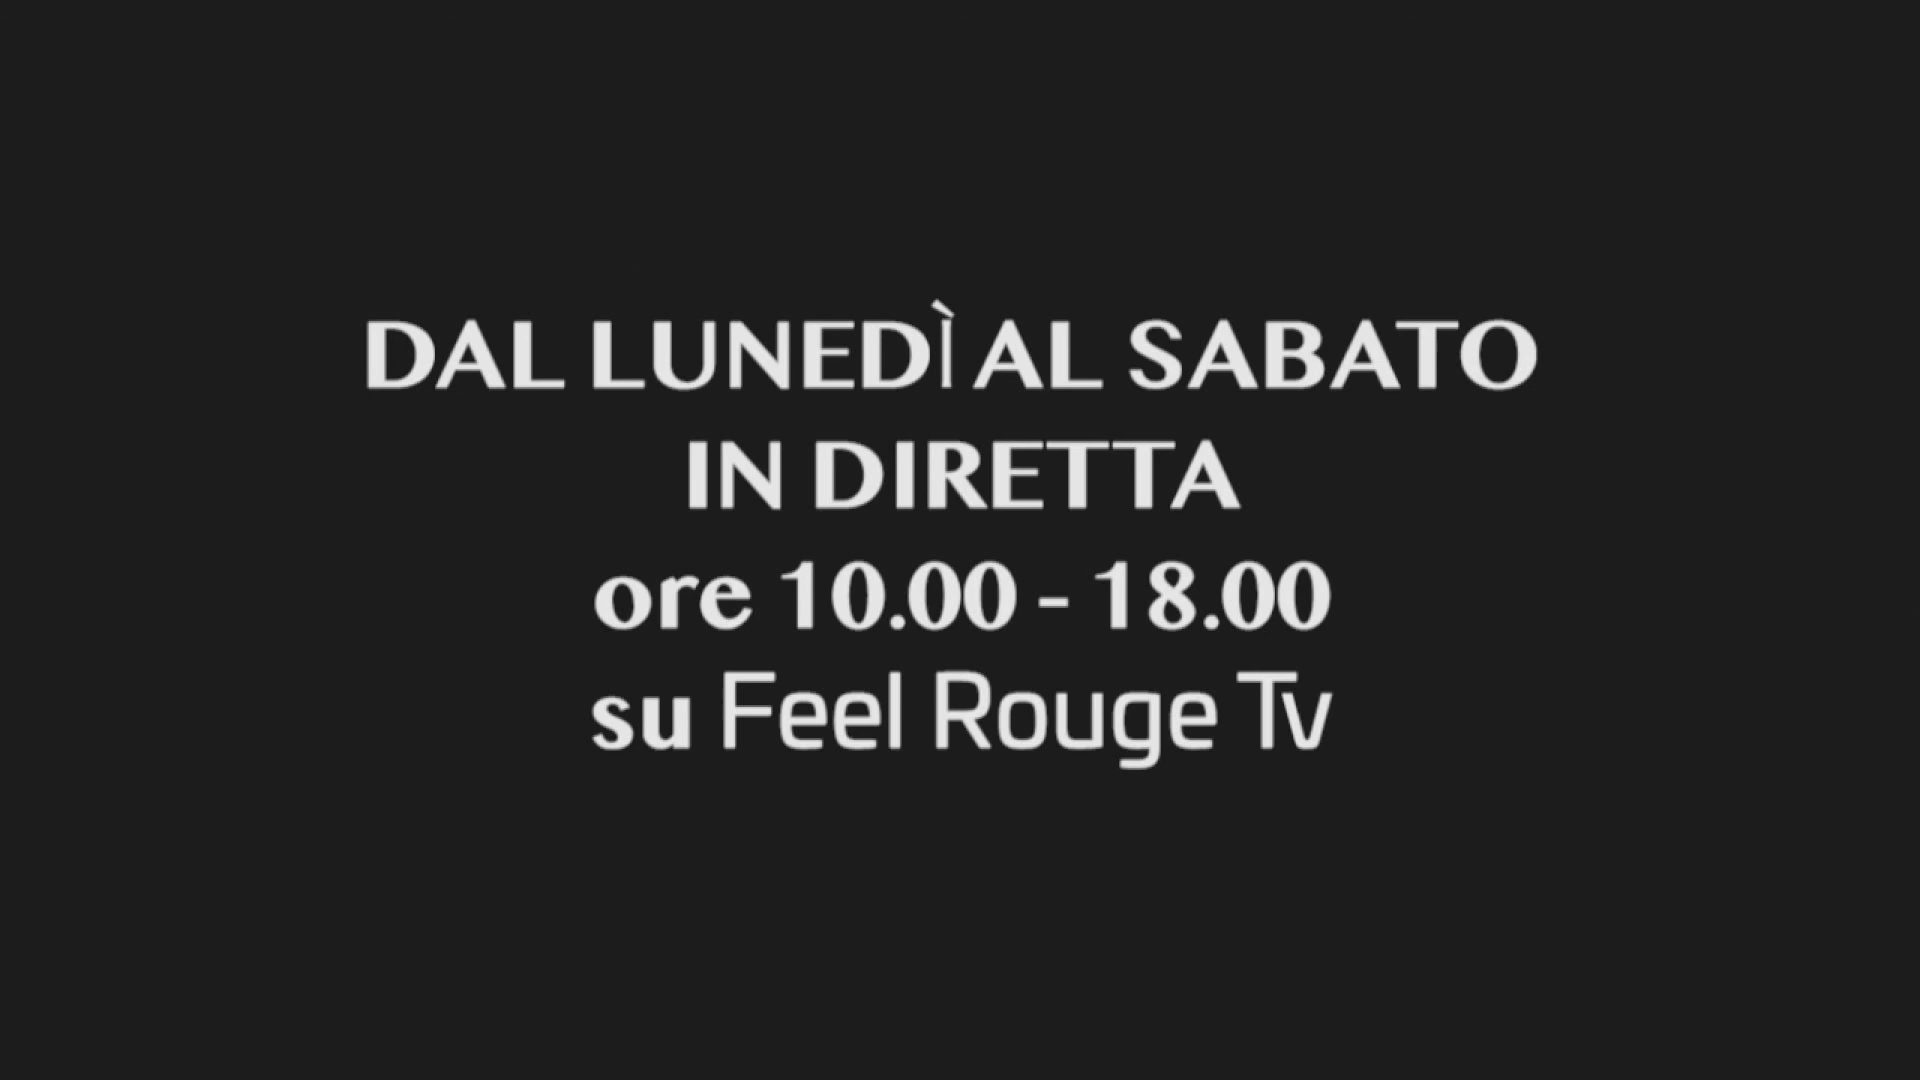 DAL LUNEDÌ AL SABATO
IN DIRETTA
ore 10.00 - 18.00
su Feel Rouge Tv